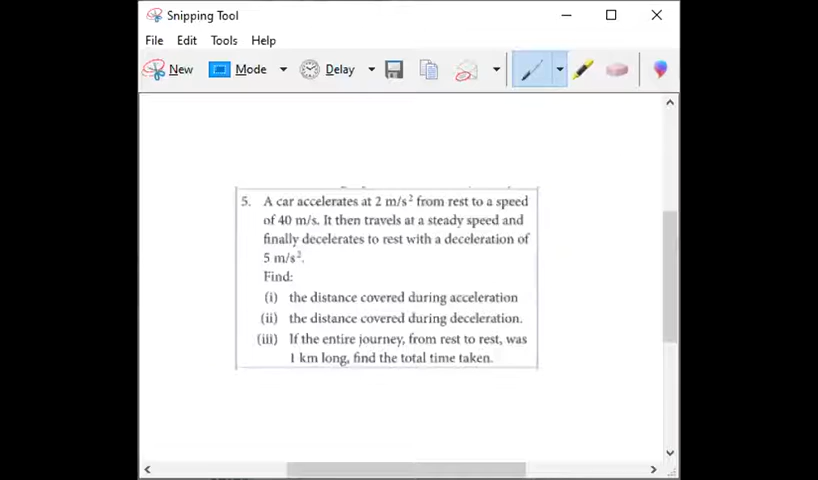 Snipping Tool
File Edit Tools Help
New Mode Delay
5. A car accelerates at 2 m/s² from rest to a speed
of 40 m/s. It then travels at a steady speed and
finally decelerates to rest with a deceleration of
5 m/s².
Find:
(i) the distance covered during acceleration
(ii) the distance covered during deceleration.
(iii) If the entire journey, from rest to rest, was
1 km long, find the total time taken.